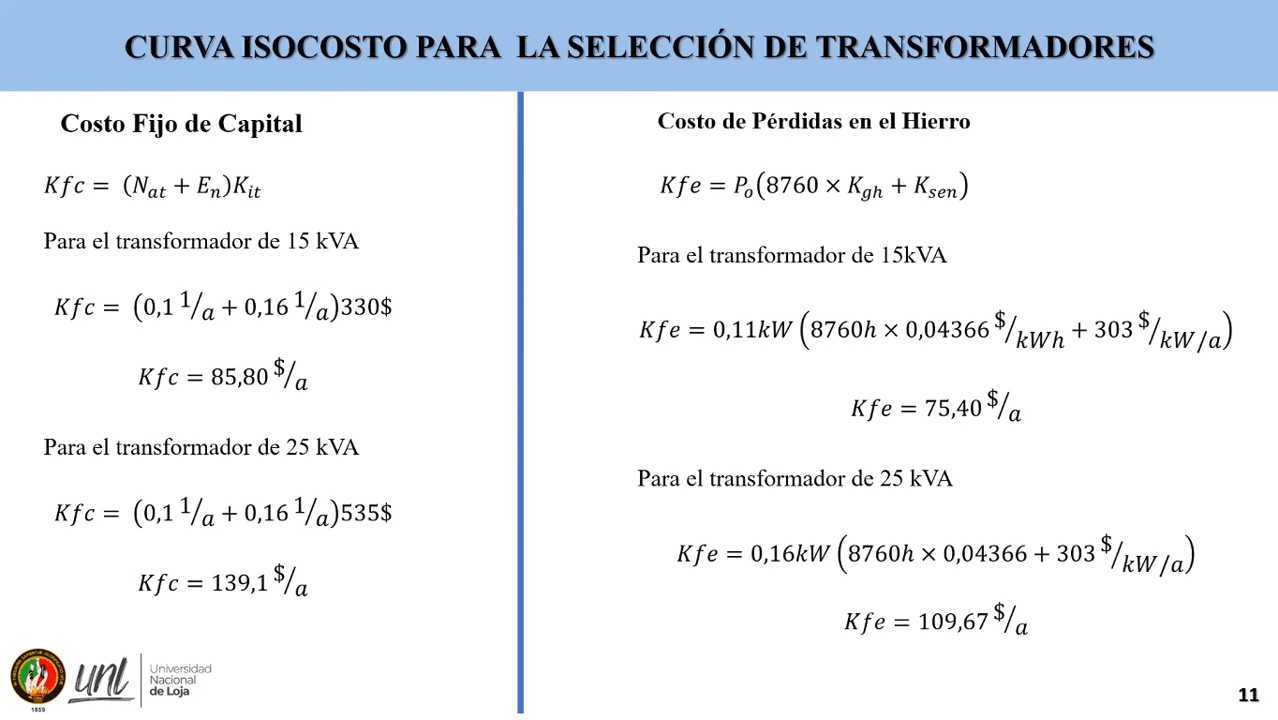 CURVA ISOCOSTO PARA LA SELECCIÓN DE TRANSFORMADORES
Costo Fijo de Capital
Kfc = (N_at + E_n)K_it
Para el transformador de 15 kVA
Kfc = (0,1 1/a + 0,16 1/a)330$
Kfc = 85,80 $/a
Para el transformador de 25 kVA
Kfc = (0,1 1/a + 0,16 1/a)535$
Kfc = 139,1 $/a
Costo de Pérdidas en el Hierro
Kfe = P_o(8760 × K_gh + K_sen)
Para el transformador de 15kVA
Kfe = 0,11kW (8760h × 0,04366 $/kWh + 303 $/kW/a)
Kfe = 75,40 $/a
Para el transformador de 25 kVA
Kfe = 0,16kW (8760h × 0,04366 + 303 $/kW/a)
Kfe = 109,67 $/a
1859
unl
Universidad
Nacional
de Loja
11